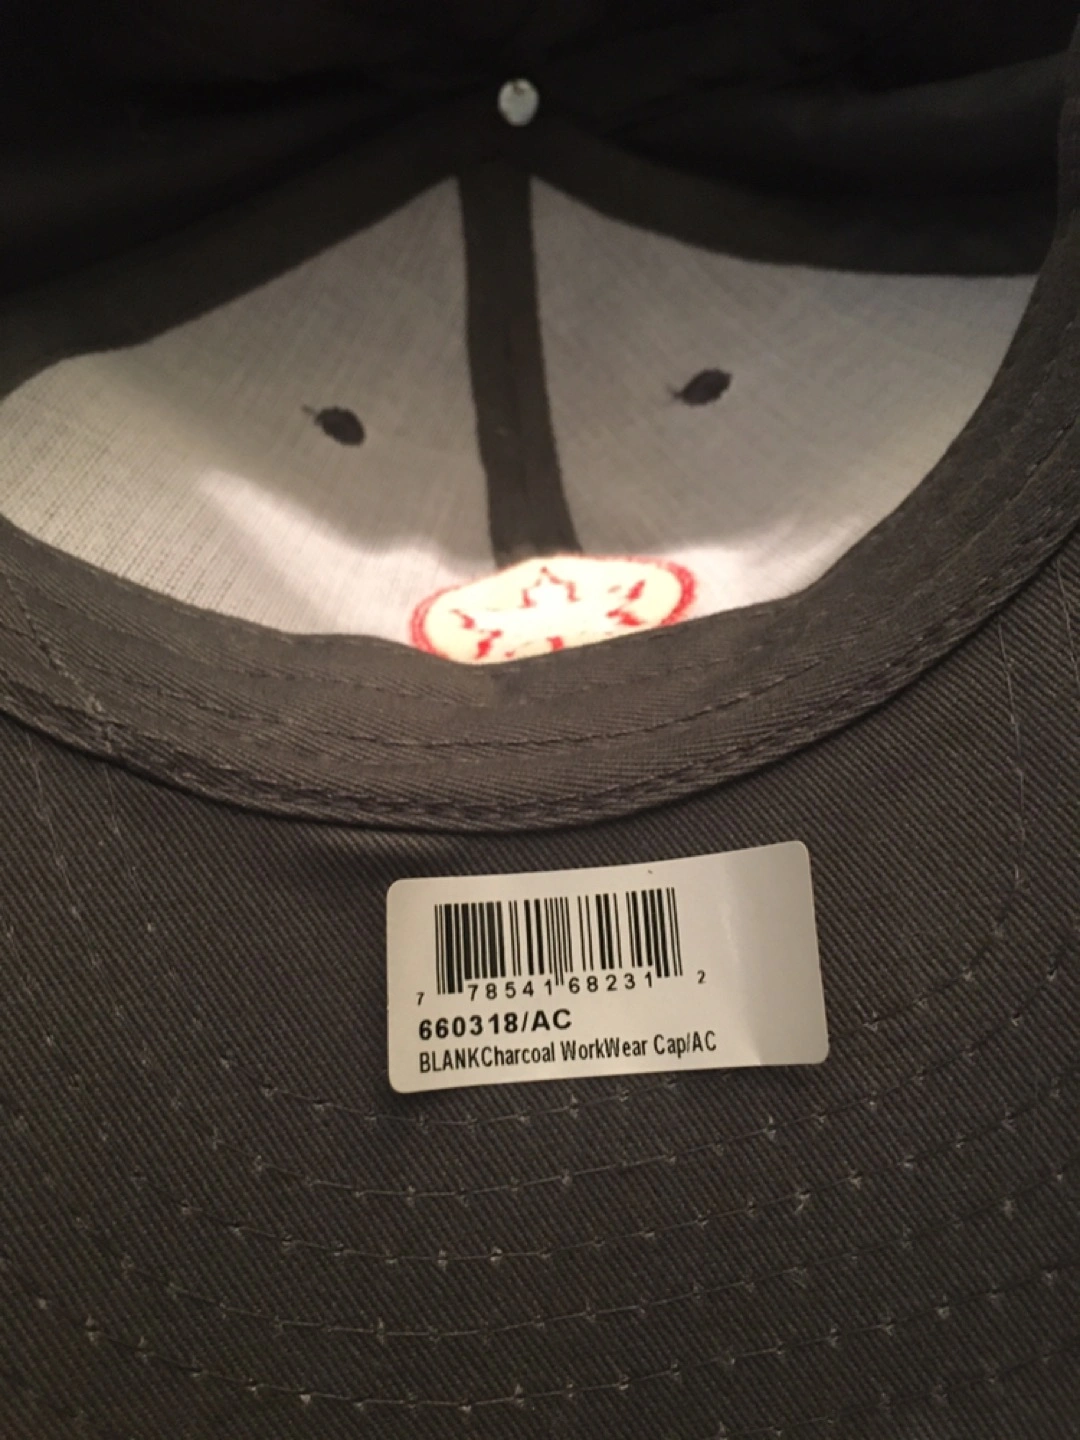 7 78541 68231 2
660318/AC
BLANKCharcoal WorkWear Cap/AC